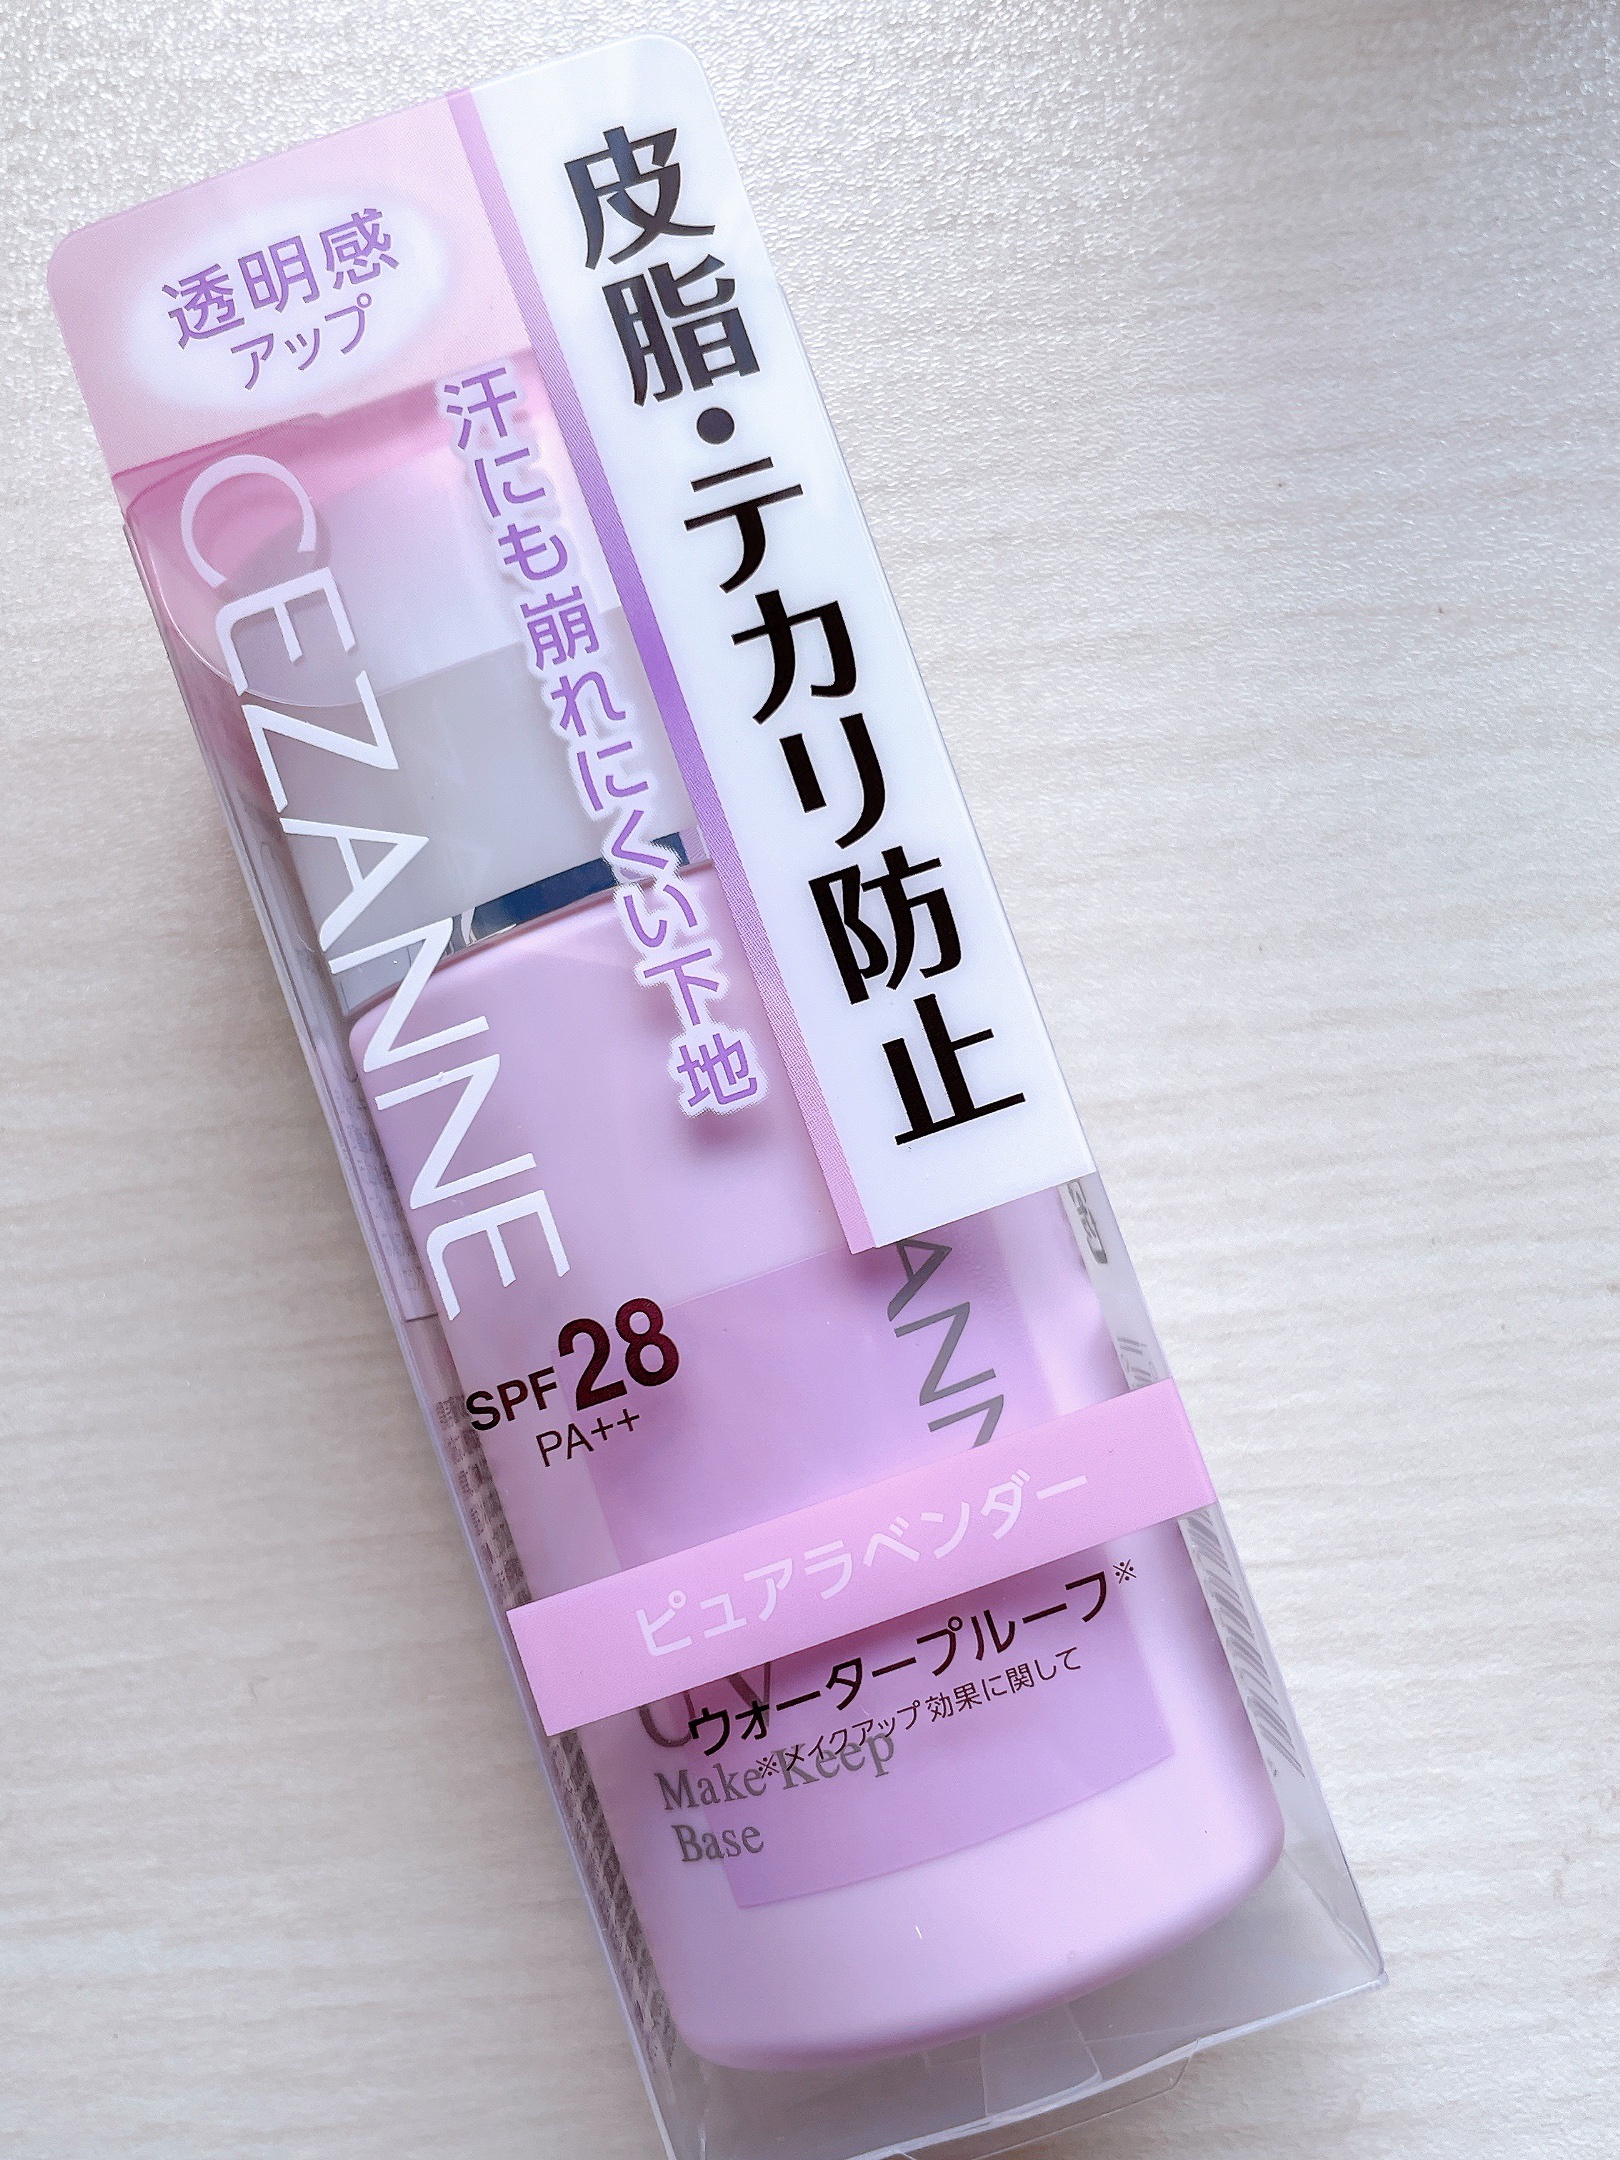 皮脂・テカリ防止
透明感
アップ
汗にも崩れにくい下地
CEZANNE
SPF28
PA++
ピュアラベンダー
ウォータープルーフ※
※メイクアップ効果に関して
UV
Make Keep
Base